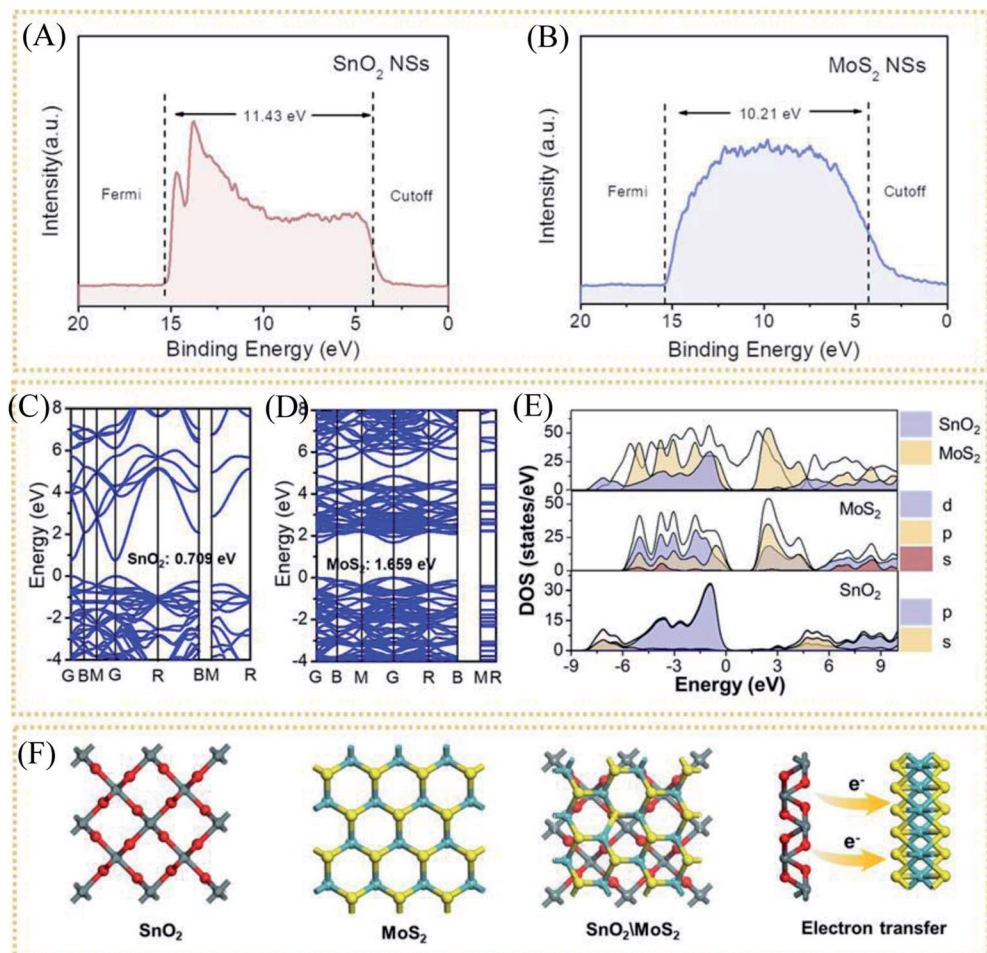 (A)
SnO₂ NSs
11.43 eV
Fermi
Cutoff
Intensity(a.u.)
20 15 10 5 0
Binding Energy (eV)
(B)
MoS₂ NSs
10.21 eV
Fermi
Cutoff
Intensity (a.u.)
20 15 10 5 0
Binding Energy (eV)
(C)
8
6
4
2
0
-2
-4
Energy (eV)
SnO₂: 0.709 eV
G B M G R B M R
(D)
8
6
4
2
0
-2
-4
Energy (eV)
MoS₂: 1.659 eV
G B M G R B M R
(E)
DOS (states/eV)
50
25
0
SnO₂
MoS₂
50
25
0
MoS₂
d
p
s
30
15
0
SnO₂
p
s
-9 -6 -3 0 3 6 9
Energy (eV)
(F)
e⁻
e⁻
SnO₂
MoS₂
SnO₂\MoS₂
Electron transfer